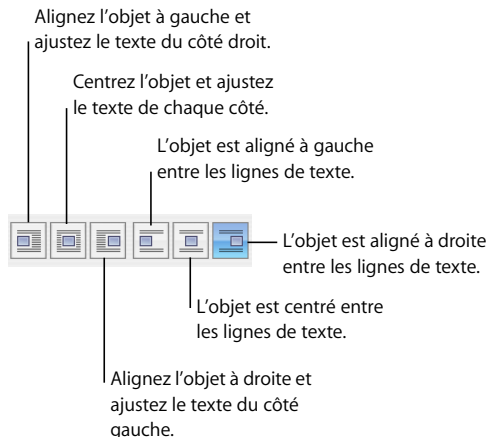 Alignez l'objet à gauche et
ajustez le texte du côté droit.
Centrez l'objet et ajustez
le texte de chaque côté.
L'objet est aligné à gauche
entre les lignes de texte.
L'objet est aligné à droite
entre les lignes de texte.
L'objet est centré entre
les lignes de texte.
Alignez l'objet à droite et
ajustez le texte du côté
gauche.